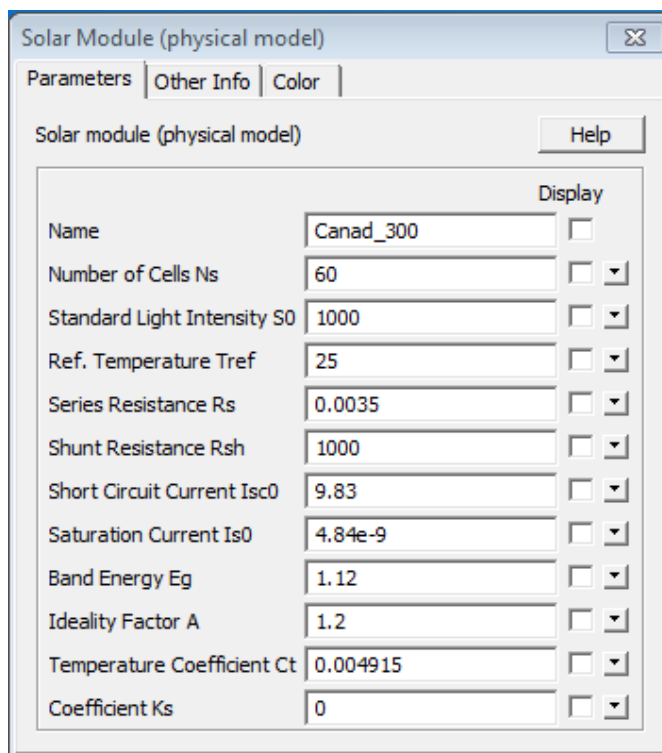 Solar Module (physical model)
Parameters Other Info Color
Solar module (physical model) Help
Display
Name Canad_300
Number of Cells Ns 60
Standard Light Intensity S0 1000
Ref. Temperature Tref 25
Series Resistance Rs 0.0035
Shunt Resistance Rsh 1000
Short Circuit Current Isc0 9.83
Saturation Current Is0 4.84e-9
Band Energy Eg 1.12
Ideality Factor A 1.2
Temperature Coefficient Ct 0.004915
Coefficient Ks 0